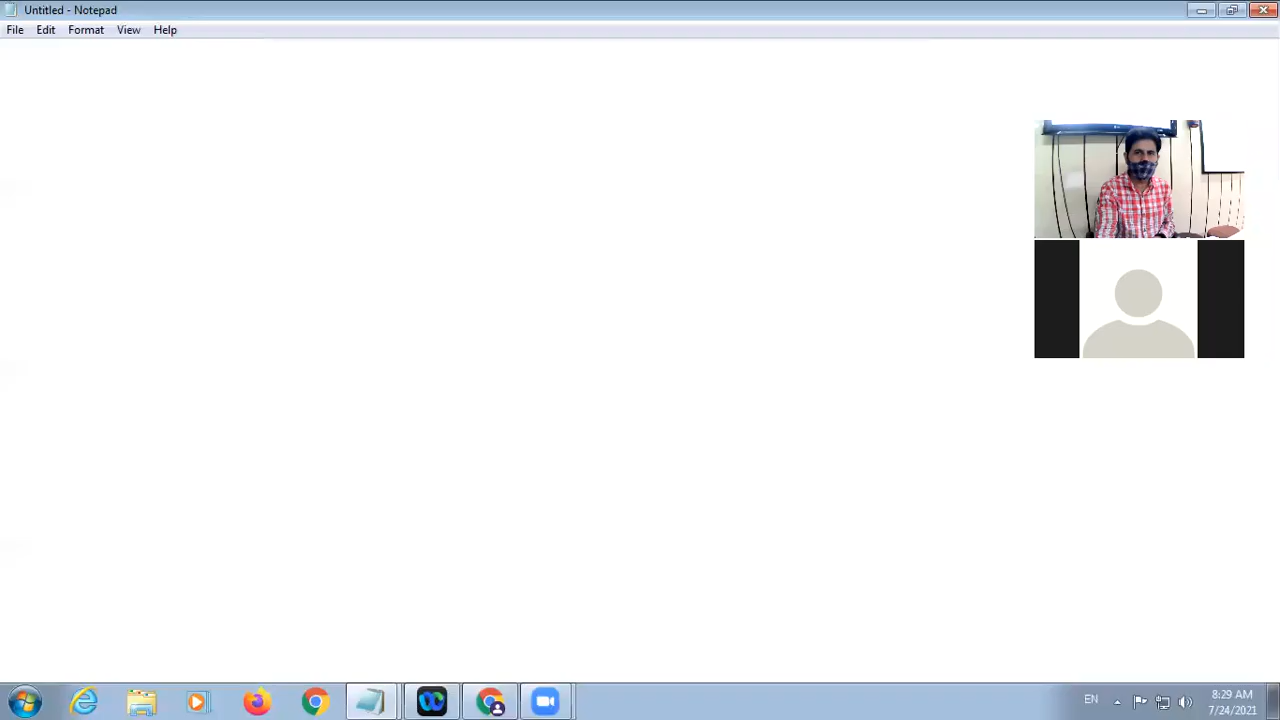 Untitled - Notepad
File Edit Format View Help
EN
8:29 AM
7/24/2021